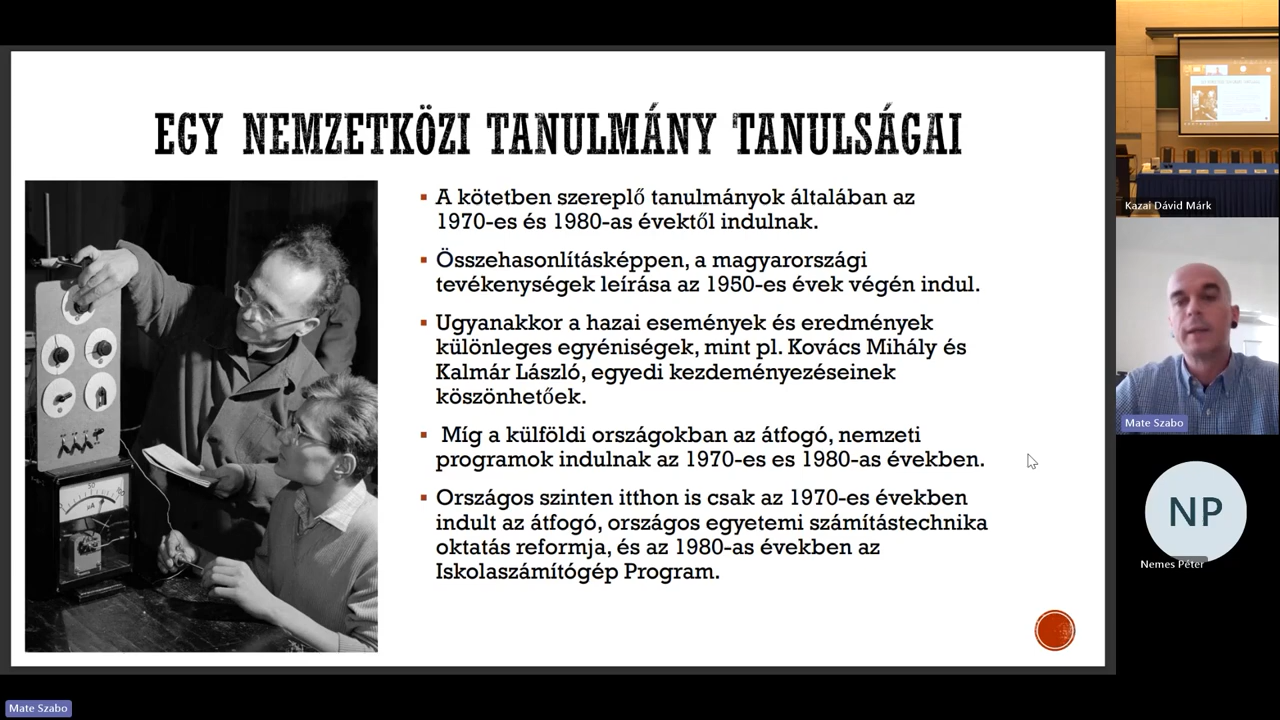 EGY NEMZETKÖZI TANULMÁNY TANULSÁGAI
A kötetben szereplő tanulmányok általában az
1970-es és 1980-as évektől indulnak.
Összehasonlításképpen, a magyarországi
tevékenységek leírása az 1950-es évek végén indul.
Ugyanakkor a hazai események és eredmények
különleges egyéniségek, mint pl. Kovács Mihály és
Kalmár László, egyedi kezdeményezéseinek
köszönhetőek.
Míg a külföldi országokban az átfogó, nemzeti
programok indulnak az 1970-es es 1980-as években.
Országos szinten itthon is csak az 1970-es években
indult az átfogó, országos egyetemi számítástechnika
oktatás reformja, és az 1980-as években az
Iskolaszámítógép Program.
Kazai Dávid Márk
Mate Szabo
NP
Nemes Péter
Mate Szabo